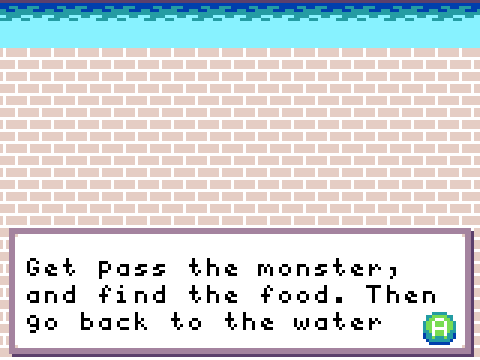 Get pass the monster,
and find the food. Then
go back to the water
A